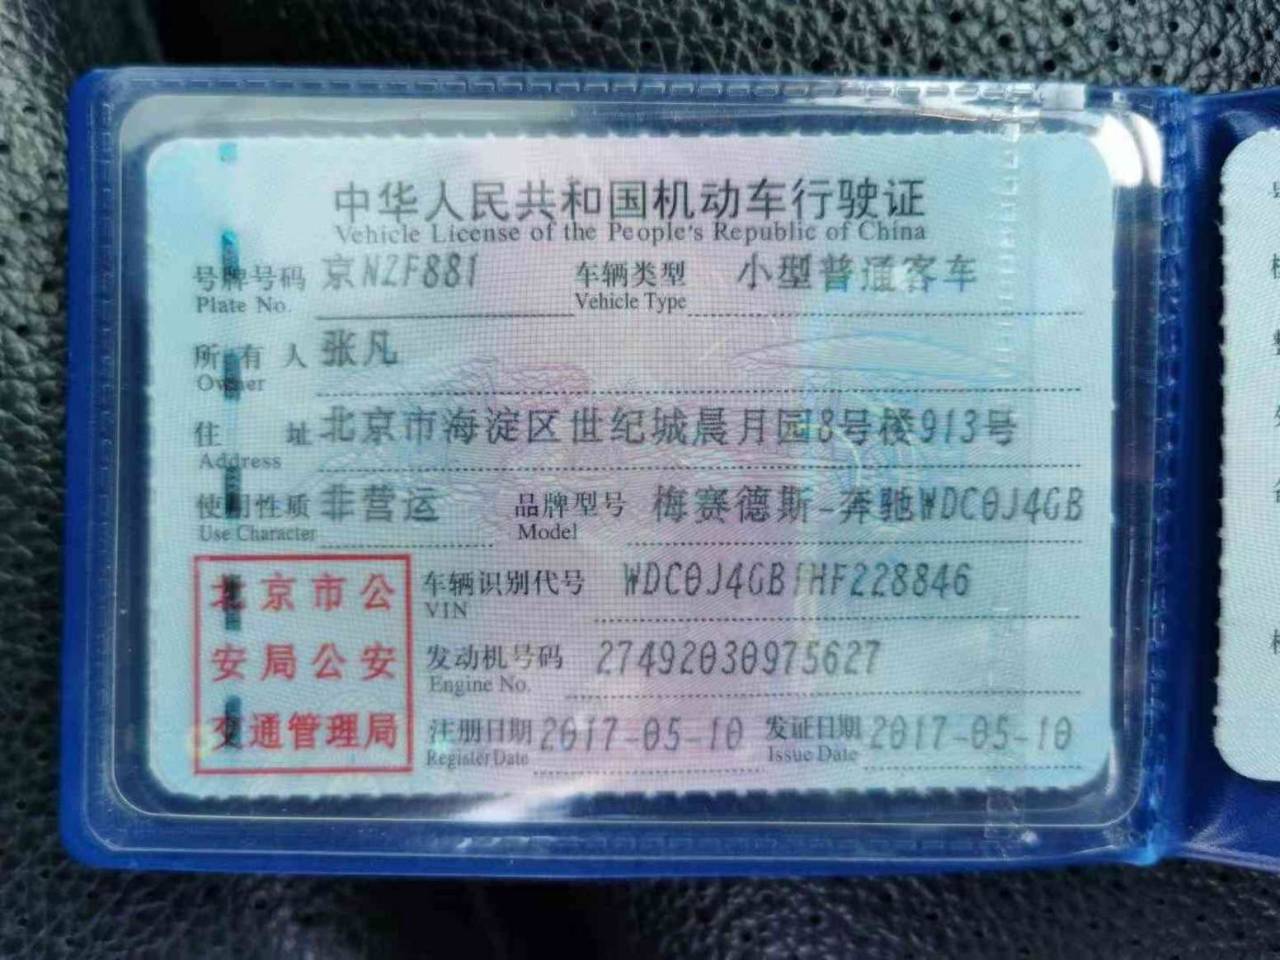 中华人民共和国机动车行驶证
Vehicle License of the People's Republic of China
号牌号码 京NZF881 车辆类型 小型普通客车
Plate No. Vehicle Type
所有人 张凡
Owner
住址 北京市海淀区世纪城晨月园8号楼913号
Address
使用性质 非营运 品牌型号 梅赛德斯-奔驰WDC0J4GB
Use Character Model
北京市公
安局公安
交通管理局
车辆识别代号 WDC0J4GB1HF228846
VIN
发动机号码 27492030975627
Engine No.
注册日期 2017-05-10 发证日期 2017-05-10
Register Date Issue Date